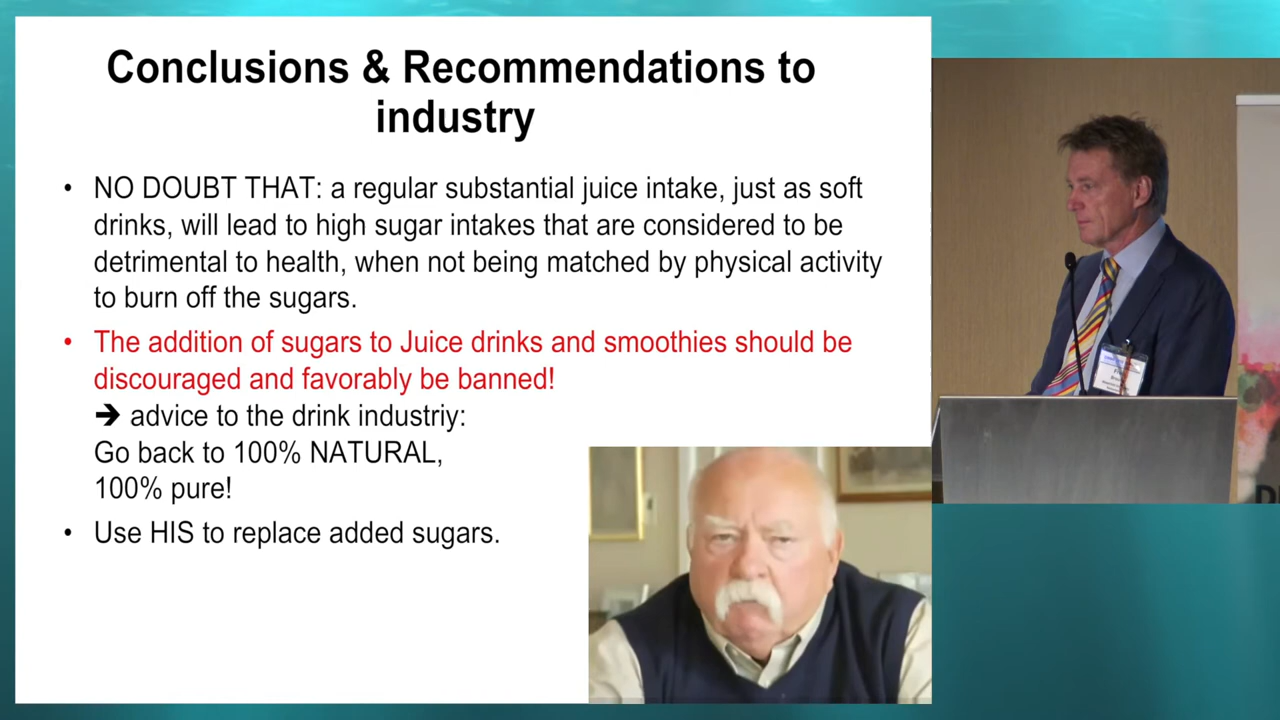 Conclusions & Recommendations to
industry
• NO DOUBT THAT: a regular substantial juice intake, just as soft
drinks, will lead to high sugar intakes that are considered to be
detrimental to health, when not being matched by physical activity
to burn off the sugars.
• The addition of sugars to Juice drinks and smoothies should be
discouraged and favorably be banned!
➔ advice to the drink industriy:
Go back to 100% NATURAL,
100% pure!
• Use HIS to replace added sugars.